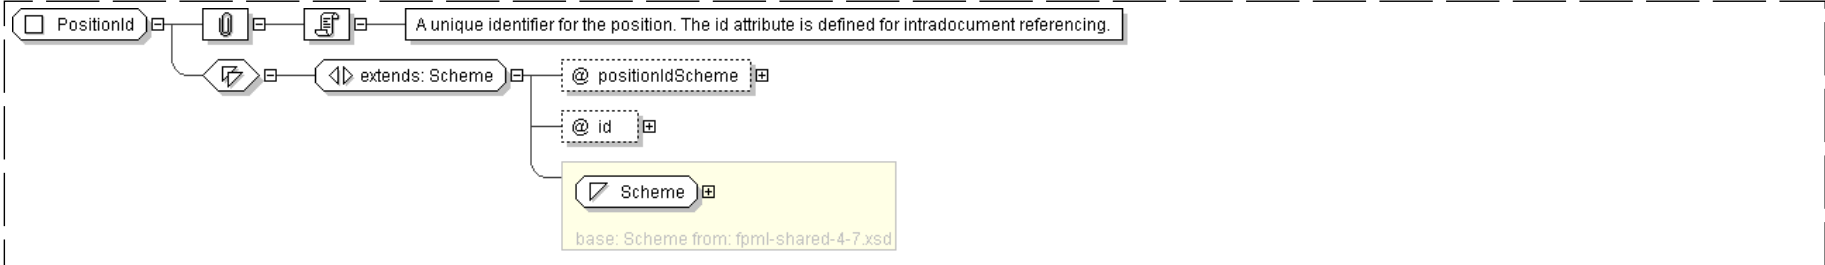 PositionId
A unique identifier for the position. The id attribute is defined for intradocument referencing.
extends: Scheme
@ positionIdScheme
@ id
Scheme
base: Scheme from: fpml-shared-4-7.xsd